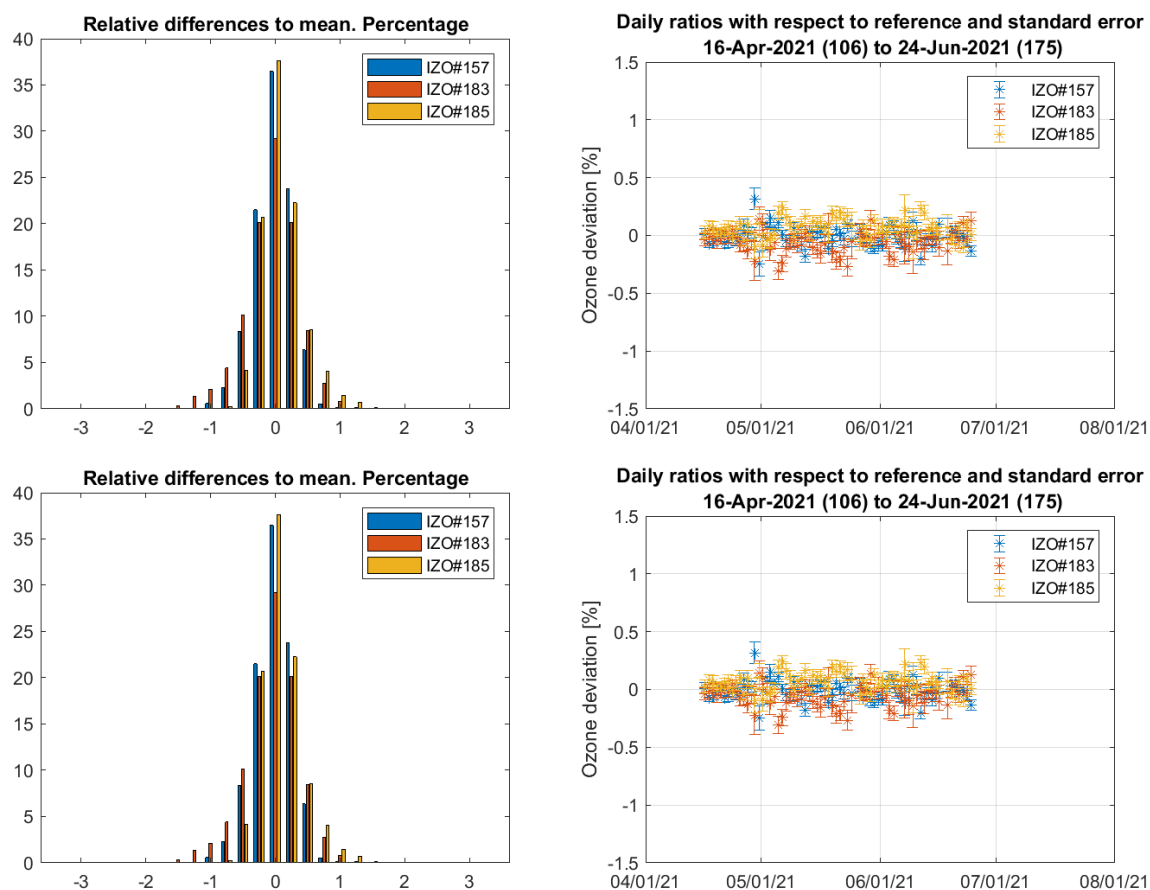 Relative differences to mean. Percentage
40
35
30
25
20
15
10
5
0
-3 -2 -1 0 1 2 3
IZO#157
IZO#183
IZO#185
Daily ratios with respect to reference and standard error
16-Apr-2021 (106) to 24-Jun-2021 (175)
Ozone deviation [%]
1.5
1
0.5
0
-0.5
-1
-1.5
04/01/21 05/01/21 06/01/21 07/01/21 08/01/21
IZO#157
IZO#183
IZO#185
Relative differences to mean. Percentage
40
35
30
25
20
15
10
5
0
-3 -2 -1 0 1 2 3
IZO#157
IZO#183
IZO#185
Daily ratios with respect to reference and standard error
16-Apr-2021 (106) to 24-Jun-2021 (175)
Ozone deviation [%]
1.5
1
0.5
0
-0.5
-1
-1.5
04/01/21 05/01/21 06/01/21 07/01/21 08/01/21
IZO#157
IZO#183
IZO#185